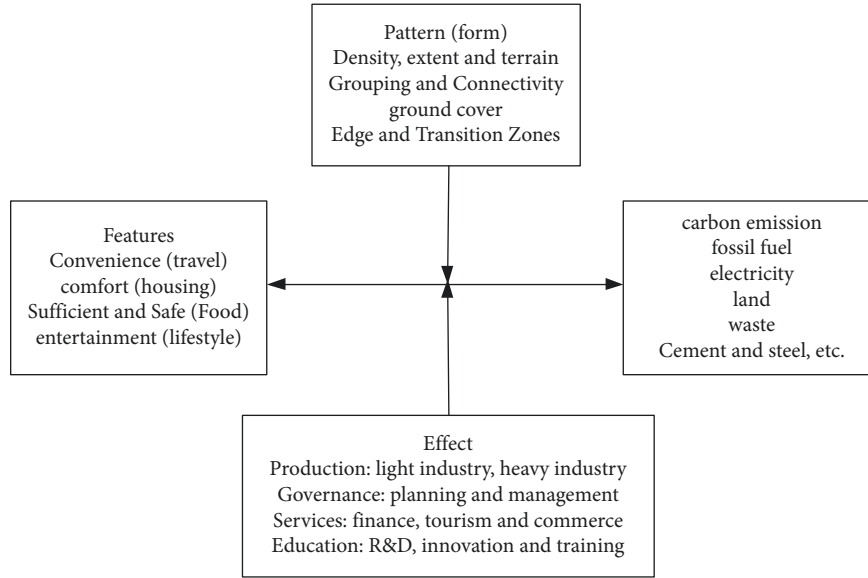 Pattern (form)
Density, extent and terrain
Grouping and Connectivity
ground cover
Edge and Transition Zones
Features
Convenience (travel)
comfort (housing)
Sufficient and Safe (Food)
entertainment (lifestyle)
carbon emission
fossil fuel
electricity
land
waste
Cement and steel, etc.
Effect
Production: light industry, heavy industry
Governance: planning and management
Services: finance, tourism and commerce
Education: R&D, innovation and training